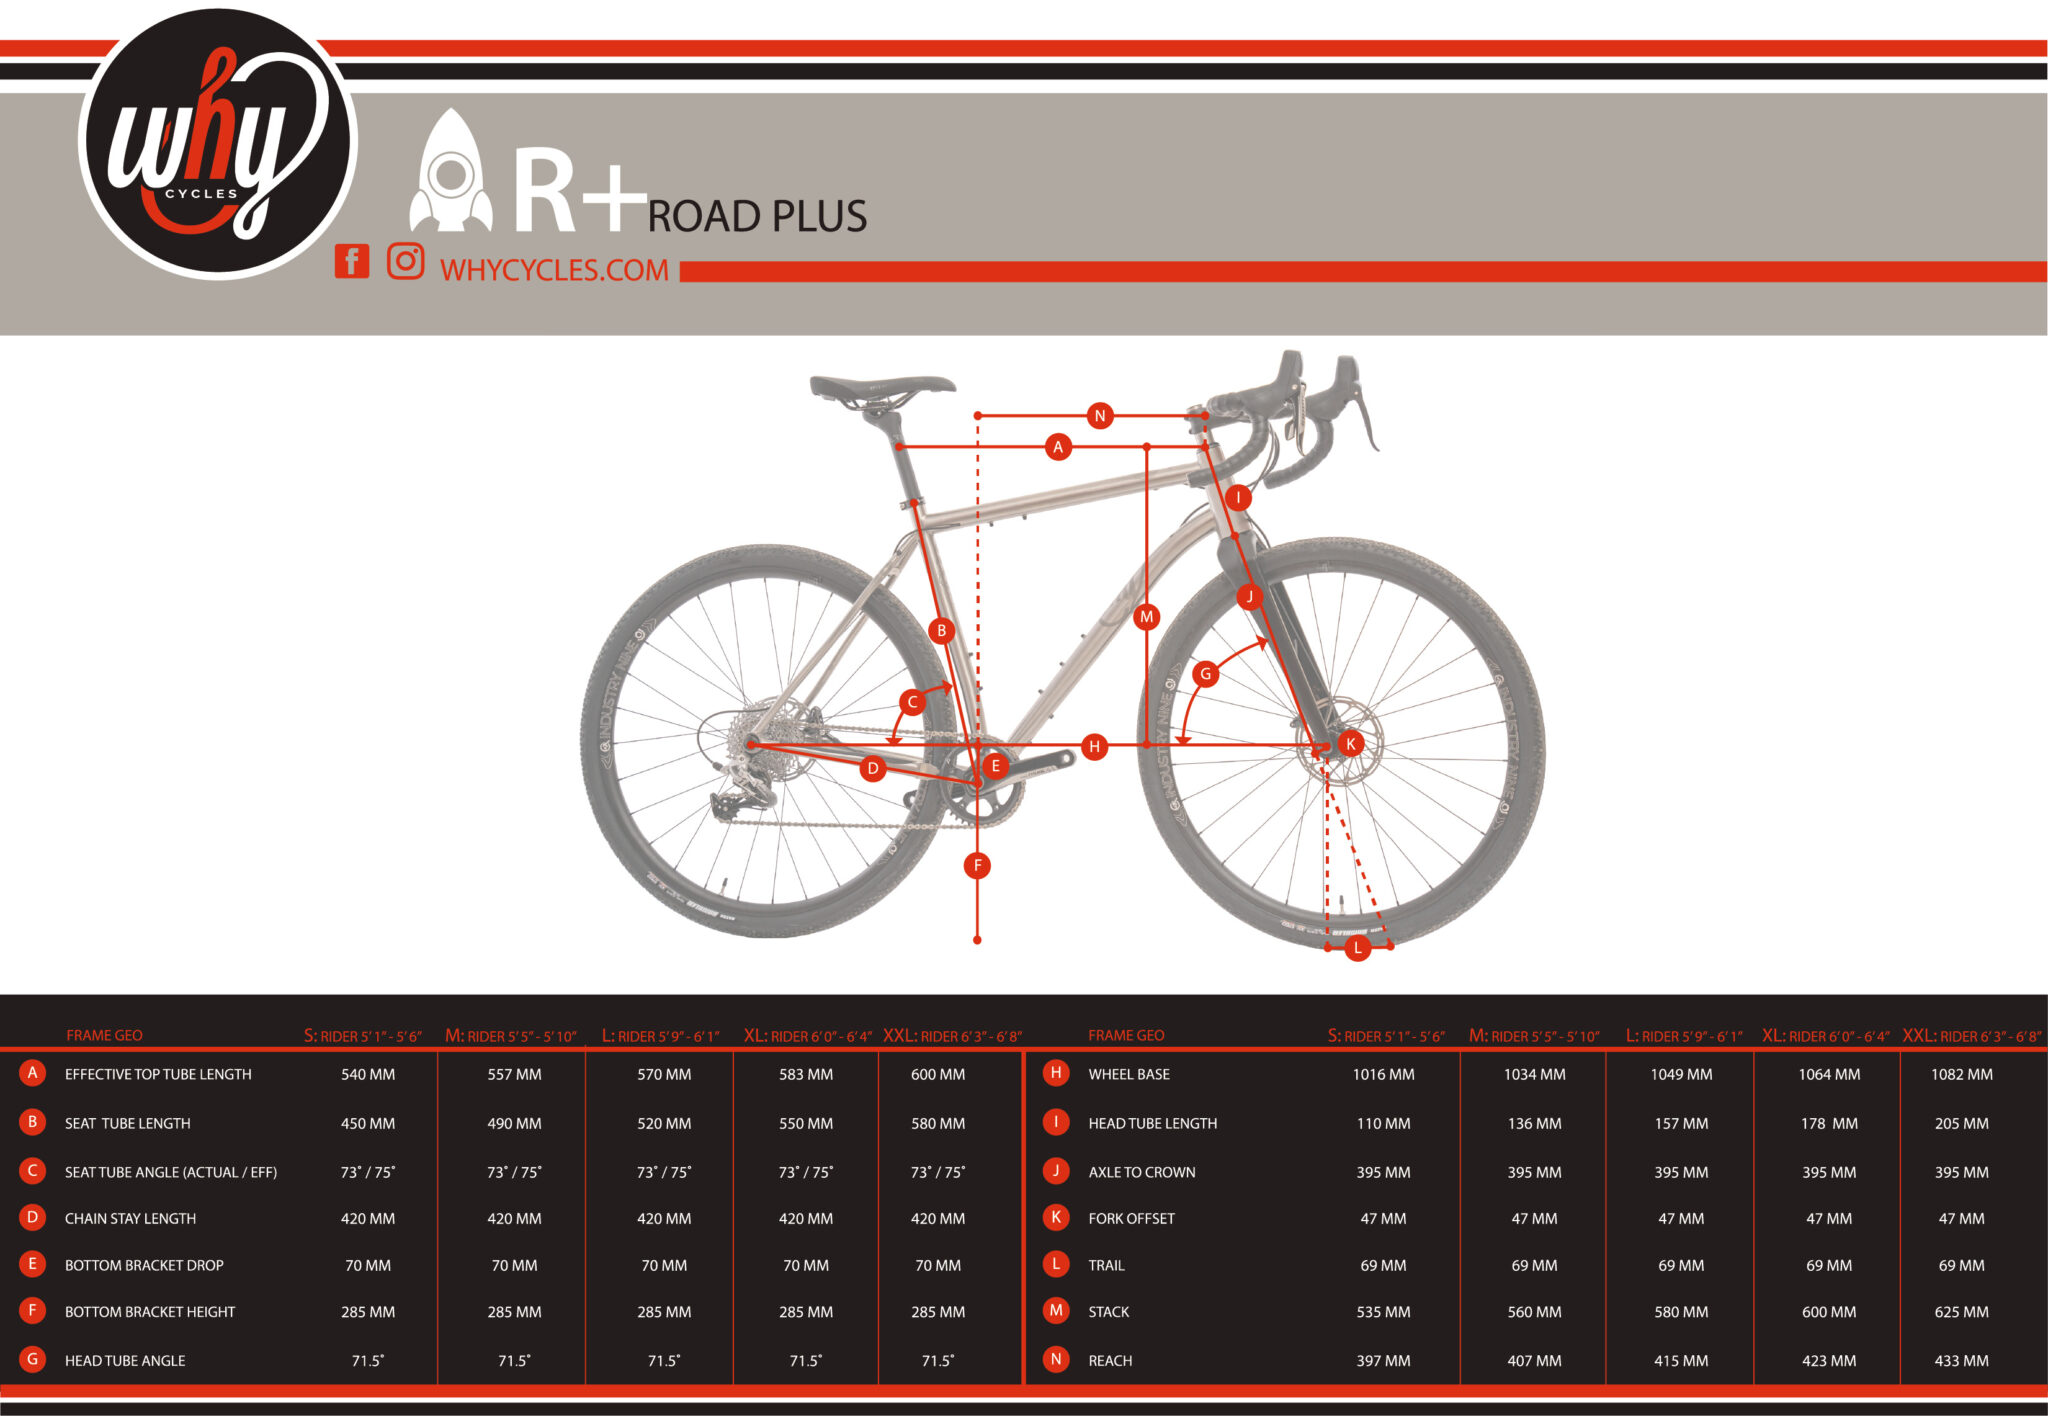 why
CYCLES
R+ ROAD PLUS
f WHYCYCLES.COM
N
A
I
J
B
M
G
C
H
K
E
D
F
L
INDUSTRY NINE
INDUSTRY NINE
INDUSTRY NINE
FRAME GEO S: RIDER 5’ 1” - 5’ 6” M: RIDER 5’ 5” - 5’ 10” L: RIDER 5’ 9” - 6’ 1” XL: RIDER 6’ 0” - 6’ 4” XXL: RIDER 6’ 3” - 6’ 8”
A EFFECTIVE TOP TUBE LENGTH 540 MM 557 MM 570 MM 583 MM 600 MM
B SEAT TUBE LENGTH 450 MM 490 MM 520 MM 550 MM 580 MM
C SEAT TUBE ANGLE (ACTUAL / EFF) 73˚ / 75˚ 73˚ / 75˚ 73˚ / 75˚ 73˚ / 75˚ 73˚ / 75˚
D CHAIN STAY LENGTH 420 MM 420 MM 420 MM 420 MM 420 MM
E BOTTOM BRACKET DROP 70 MM 70 MM 70 MM 70 MM 70 MM
F BOTTOM BRACKET HEIGHT 285 MM 285 MM 285 MM 285 MM 285 MM
G HEAD TUBE ANGLE 71.5˚ 71.5˚ 71.5˚ 71.5˚ 71.5˚
FRAME GEO S: RIDER 5’ 1” - 5’ 6” M: RIDER 5’ 5” - 5’ 10” L: RIDER 5’ 9” - 6’ 1” XL: RIDER 6’ 0” - 6’ 4” XXL: RIDER 6’ 3” - 6’ 8”
H WHEEL BASE 1016 MM 1034 MM 1049 MM 1064 MM 1082 MM
I HEAD TUBE LENGTH 110 MM 136 MM 157 MM 178 MM 205 MM
J AXLE TO CROWN 395 MM 395 MM 395 MM 395 MM 395 MM
K FORK OFFSET 47 MM 47 MM 47 MM 47 MM 47 MM
L TRAIL 69 MM 69 MM 69 MM 69 MM 69 MM
M STACK 535 MM 560 MM 580 MM 600 MM 625 MM
N REACH 397 MM 407 MM 415 MM 423 MM 433 MM